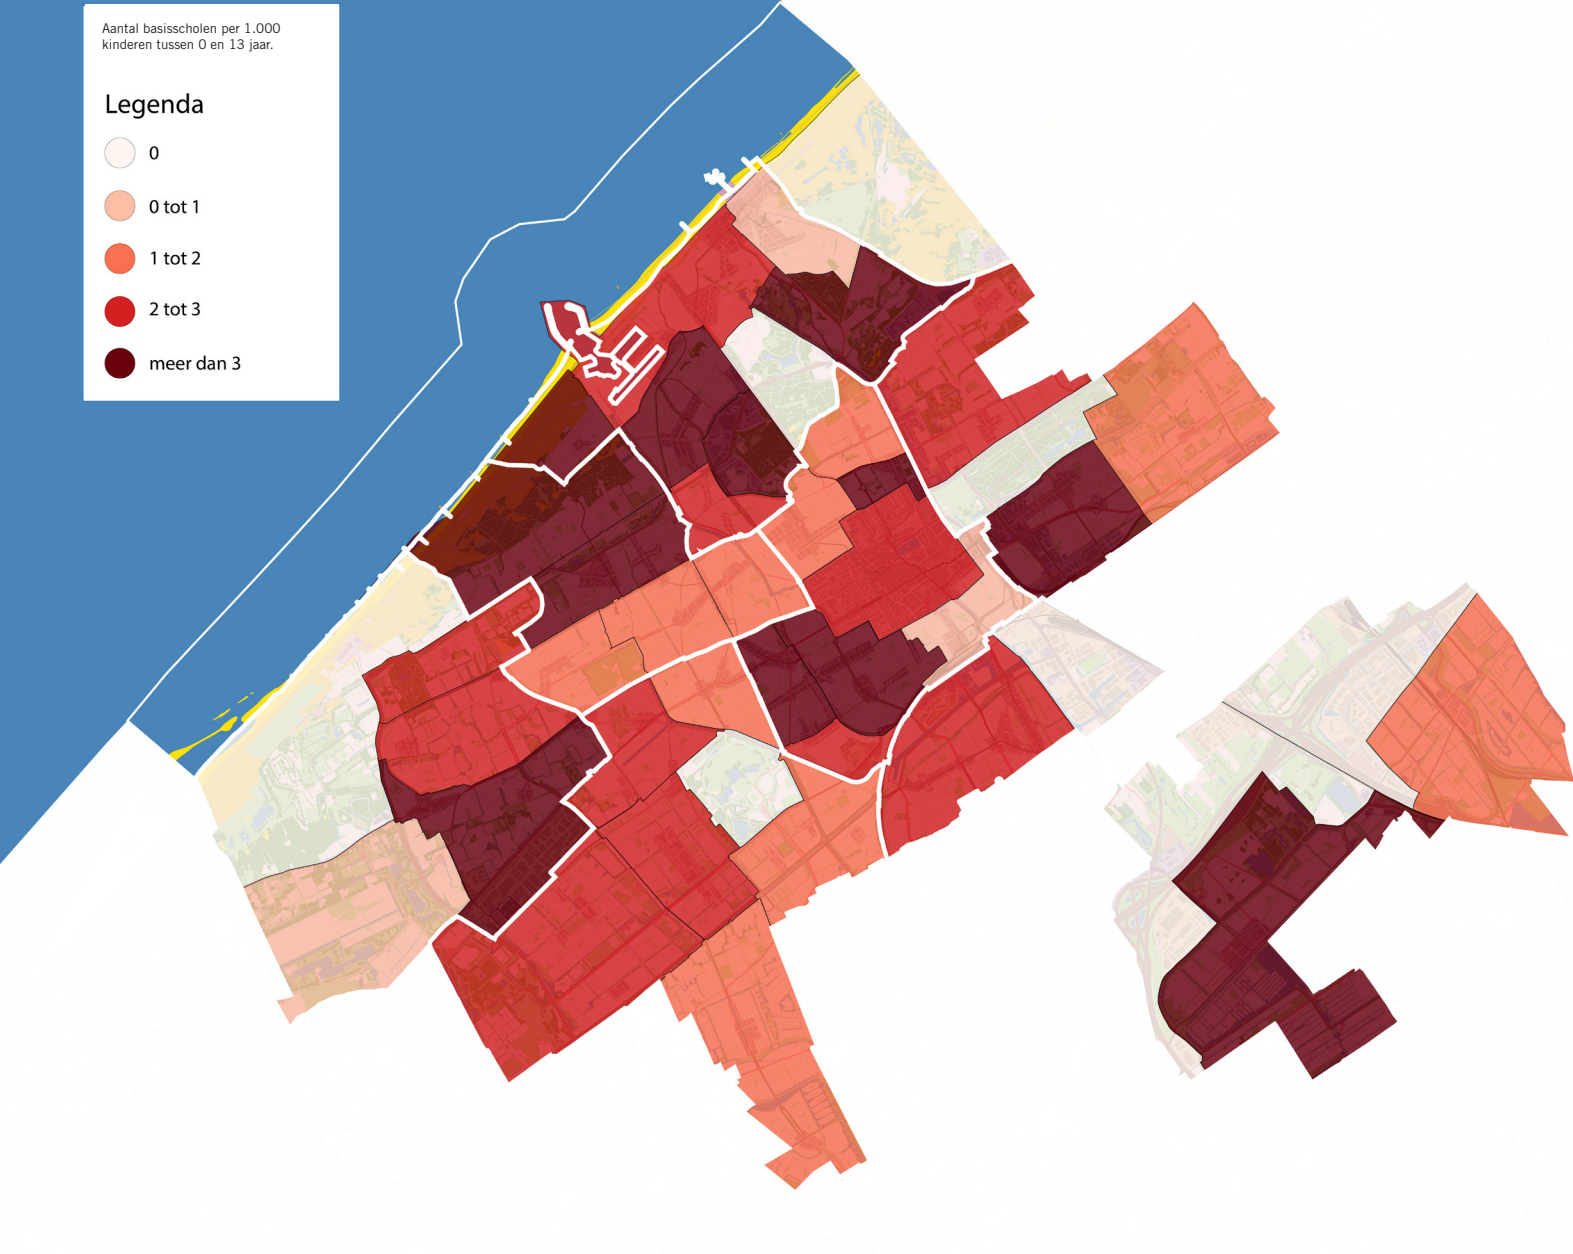 Aantal basisscholen per 1.000
kinderen tussen 0 en 13 jaar.
Legenda
0
0 tot 1
1 tot 2
2 tot 3
meer dan 3